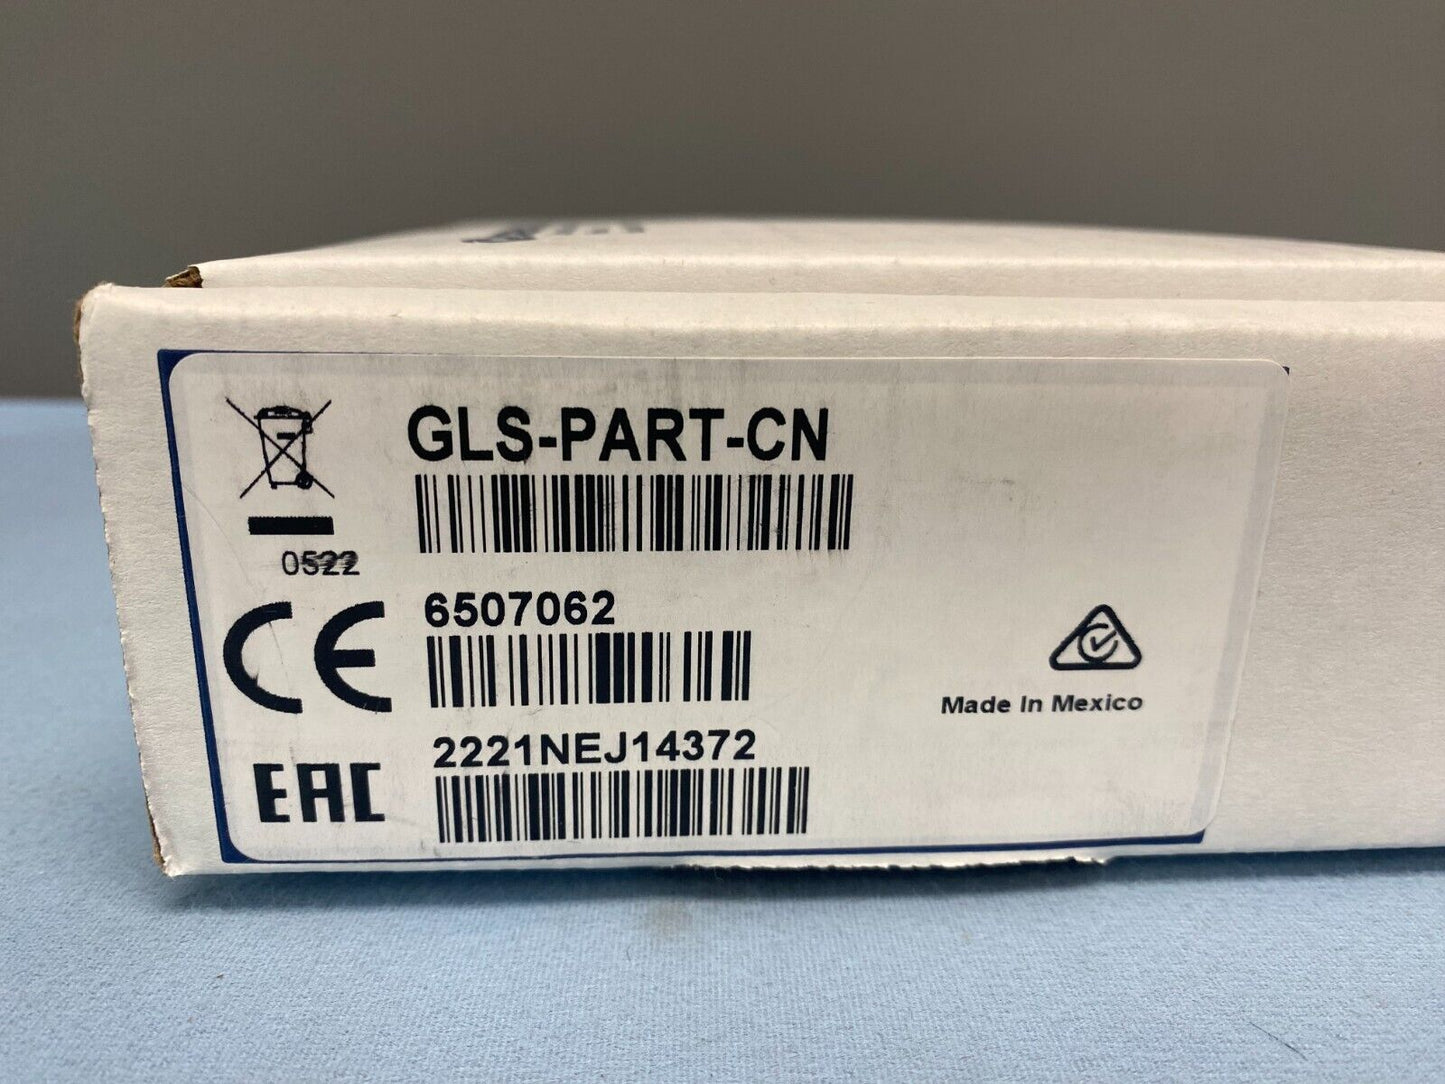 GLS-PART-CN
0522
6507062
CE
Made In Mexico
2221NEJ14372
EAC